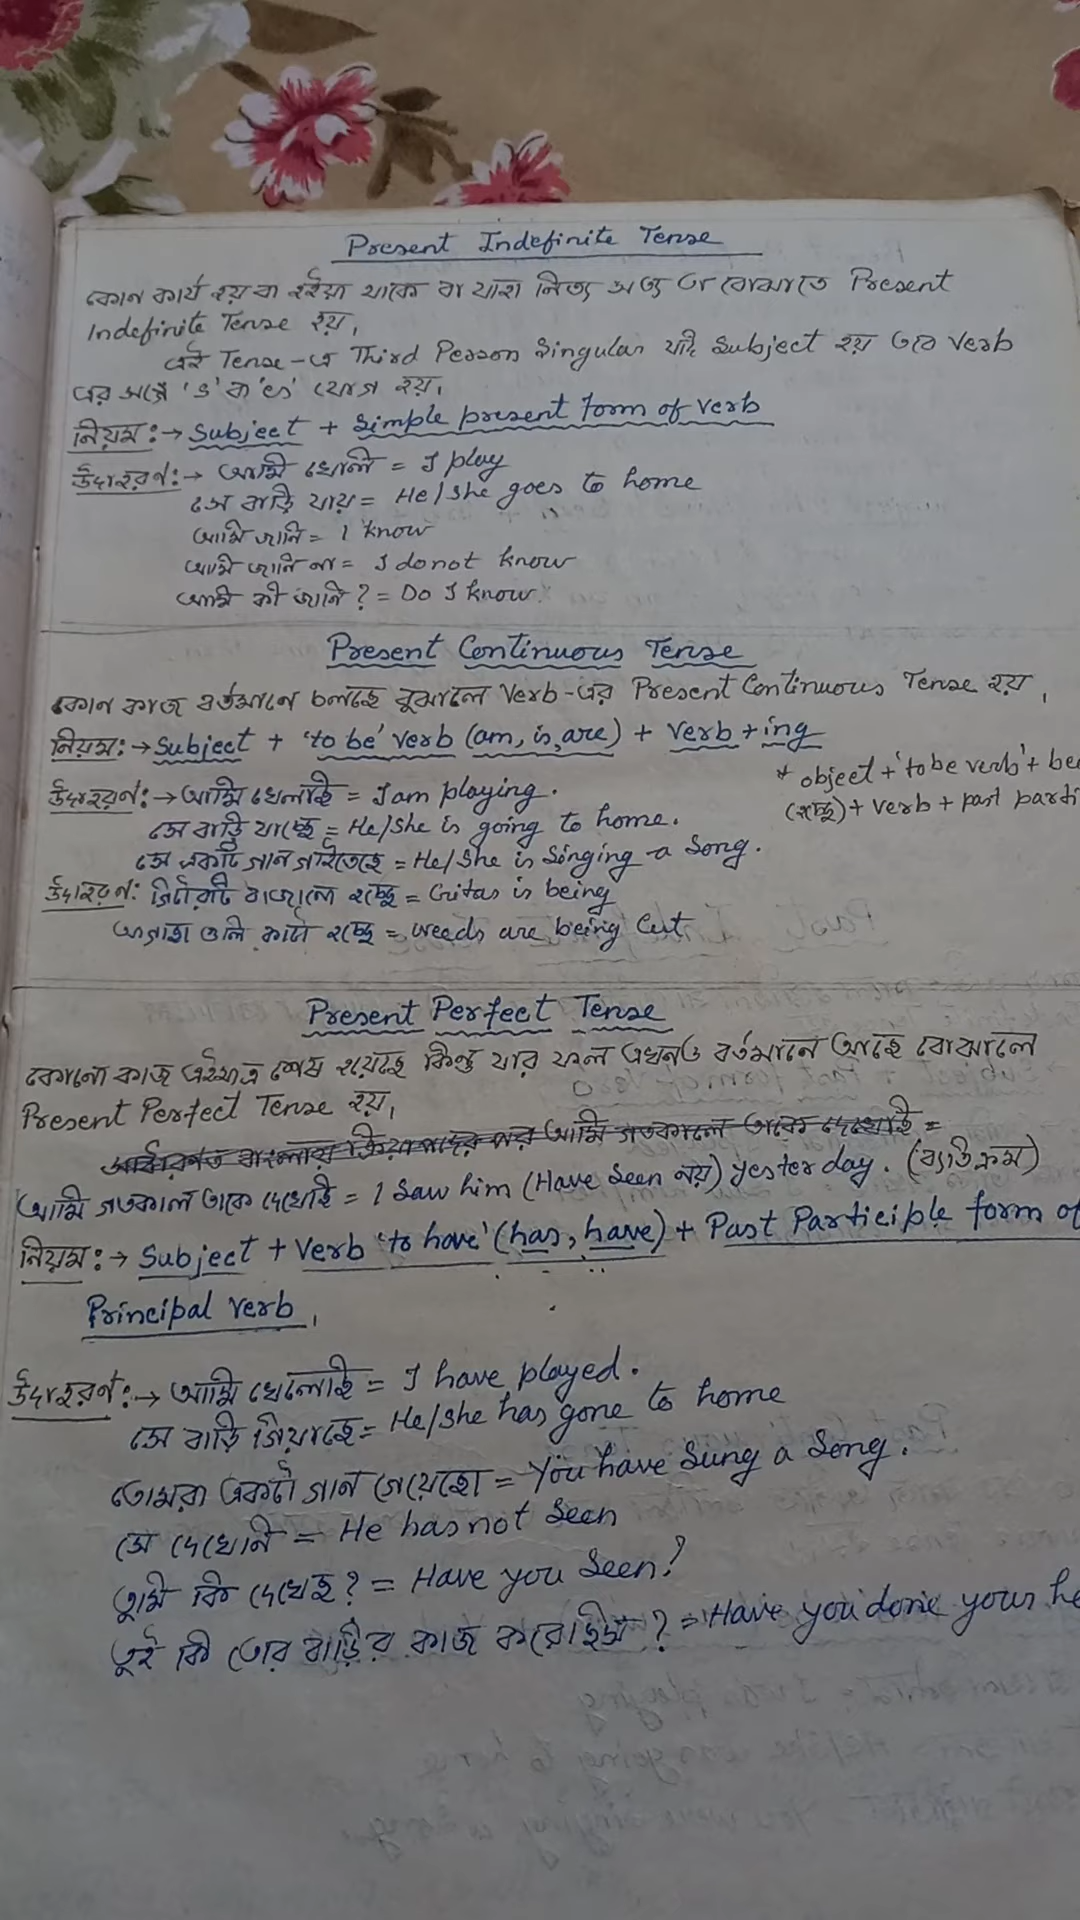 Present Indefinite Tense
কোন কার্য হয় বা হইয়া থাকে বা যাহা নিত্য সত্য তা বোঝাতে Present
Indefinite Tense হয়।
এই Tense-এ Third Person Singular যদি Subject হয় তবে Verb
এর সঙ্গে 's' বা 'es' যোগ হয়।
নিয়ম :→ Subject + Simple present form of verb
উদাহরণ :→ আমি খেলি = I play
সে বাড়ি যায় = He/She goes to home
আমি জানি = I know
আমি জানি না = I do not know
আমি কী জানি? = Do I know.
Present Continuous Tense
কোন কাজ বর্তমানে চলছে বুঝালে Verb-এর Present Continuous Tense হয়।
নিয়ম :→ Subject + 'to be' verb (am, is, are) + verb + ing
* object + 'to be verb' + be
(হচ্ছে) + verb + past parti
উদাহরণ :→ আমি খেলছি = I am playing.
সে বাড়ি যাচ্ছে = He/She is going to home.
সে একটি গান গাইতেছে = He/She is singing a song.
উদাহরণ : গিটারটি বাজানো হচ্ছে = Gitar is being
আগাছা গুলি কাটা হচ্ছে = weeds are being cut
Present Perfect Tense
কোনো কাজ এইমাত্র শেষ হয়েছে কিন্তু যার ফল এখনও বর্তমানে আছে বোঝালে
Present Perfect Tense হয়।
আমি গতকাল তাকে দেখেছি =
আমি গতকাল তাকে দেখেছি = I saw him (Have seen নয়) yesterday. (ব্যতিক্রম)
নিয়ম :→ Subject + Verb 'to have' (has, have) + Past Participle form of
Principal verb।
উদাহরণ :→ আমি খেলেছি = I have played.
সে বাড়ি গিয়াছে = He/She has gone to home
তোমরা একটা গান গেয়েছো = You have sung a song.
সে দেখেনি = He has not seen
তুমি কি দেখেছ? = Have you seen?
তুই কি তোর বাড়ির কাজ করেছিস? = Have you done your ho